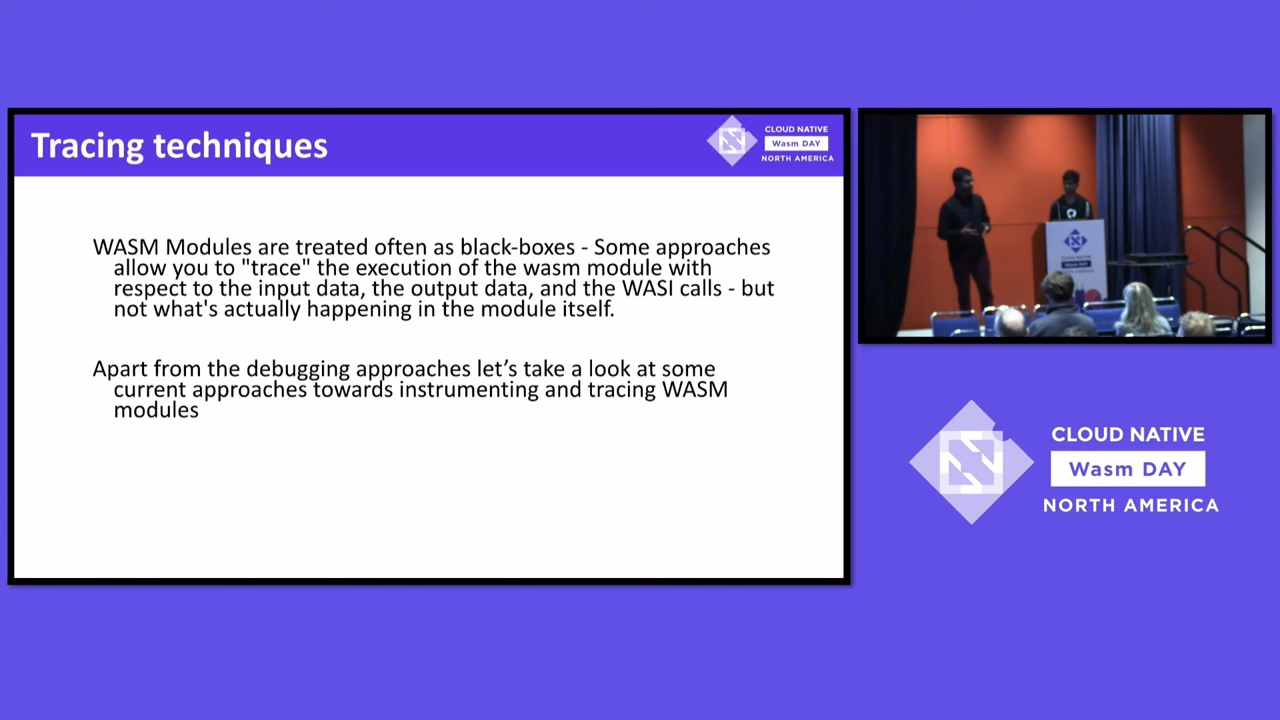 Tracing techniques
CLOUD NATIVE
Wasm DAY
NORTH AMERICA
WASM Modules are treated often as black-boxes - Some approaches
allow you to "trace" the execution of the wasm module with
respect to the input data, the output data, and the WASI calls - but
not what's actually happening in the module itself.
Apart from the debugging approaches let’s take a look at some
current approaches towards instrumenting and tracing WASM
modules
CLOUD NATIVE
Wasm DAY
NORTH AMERICA